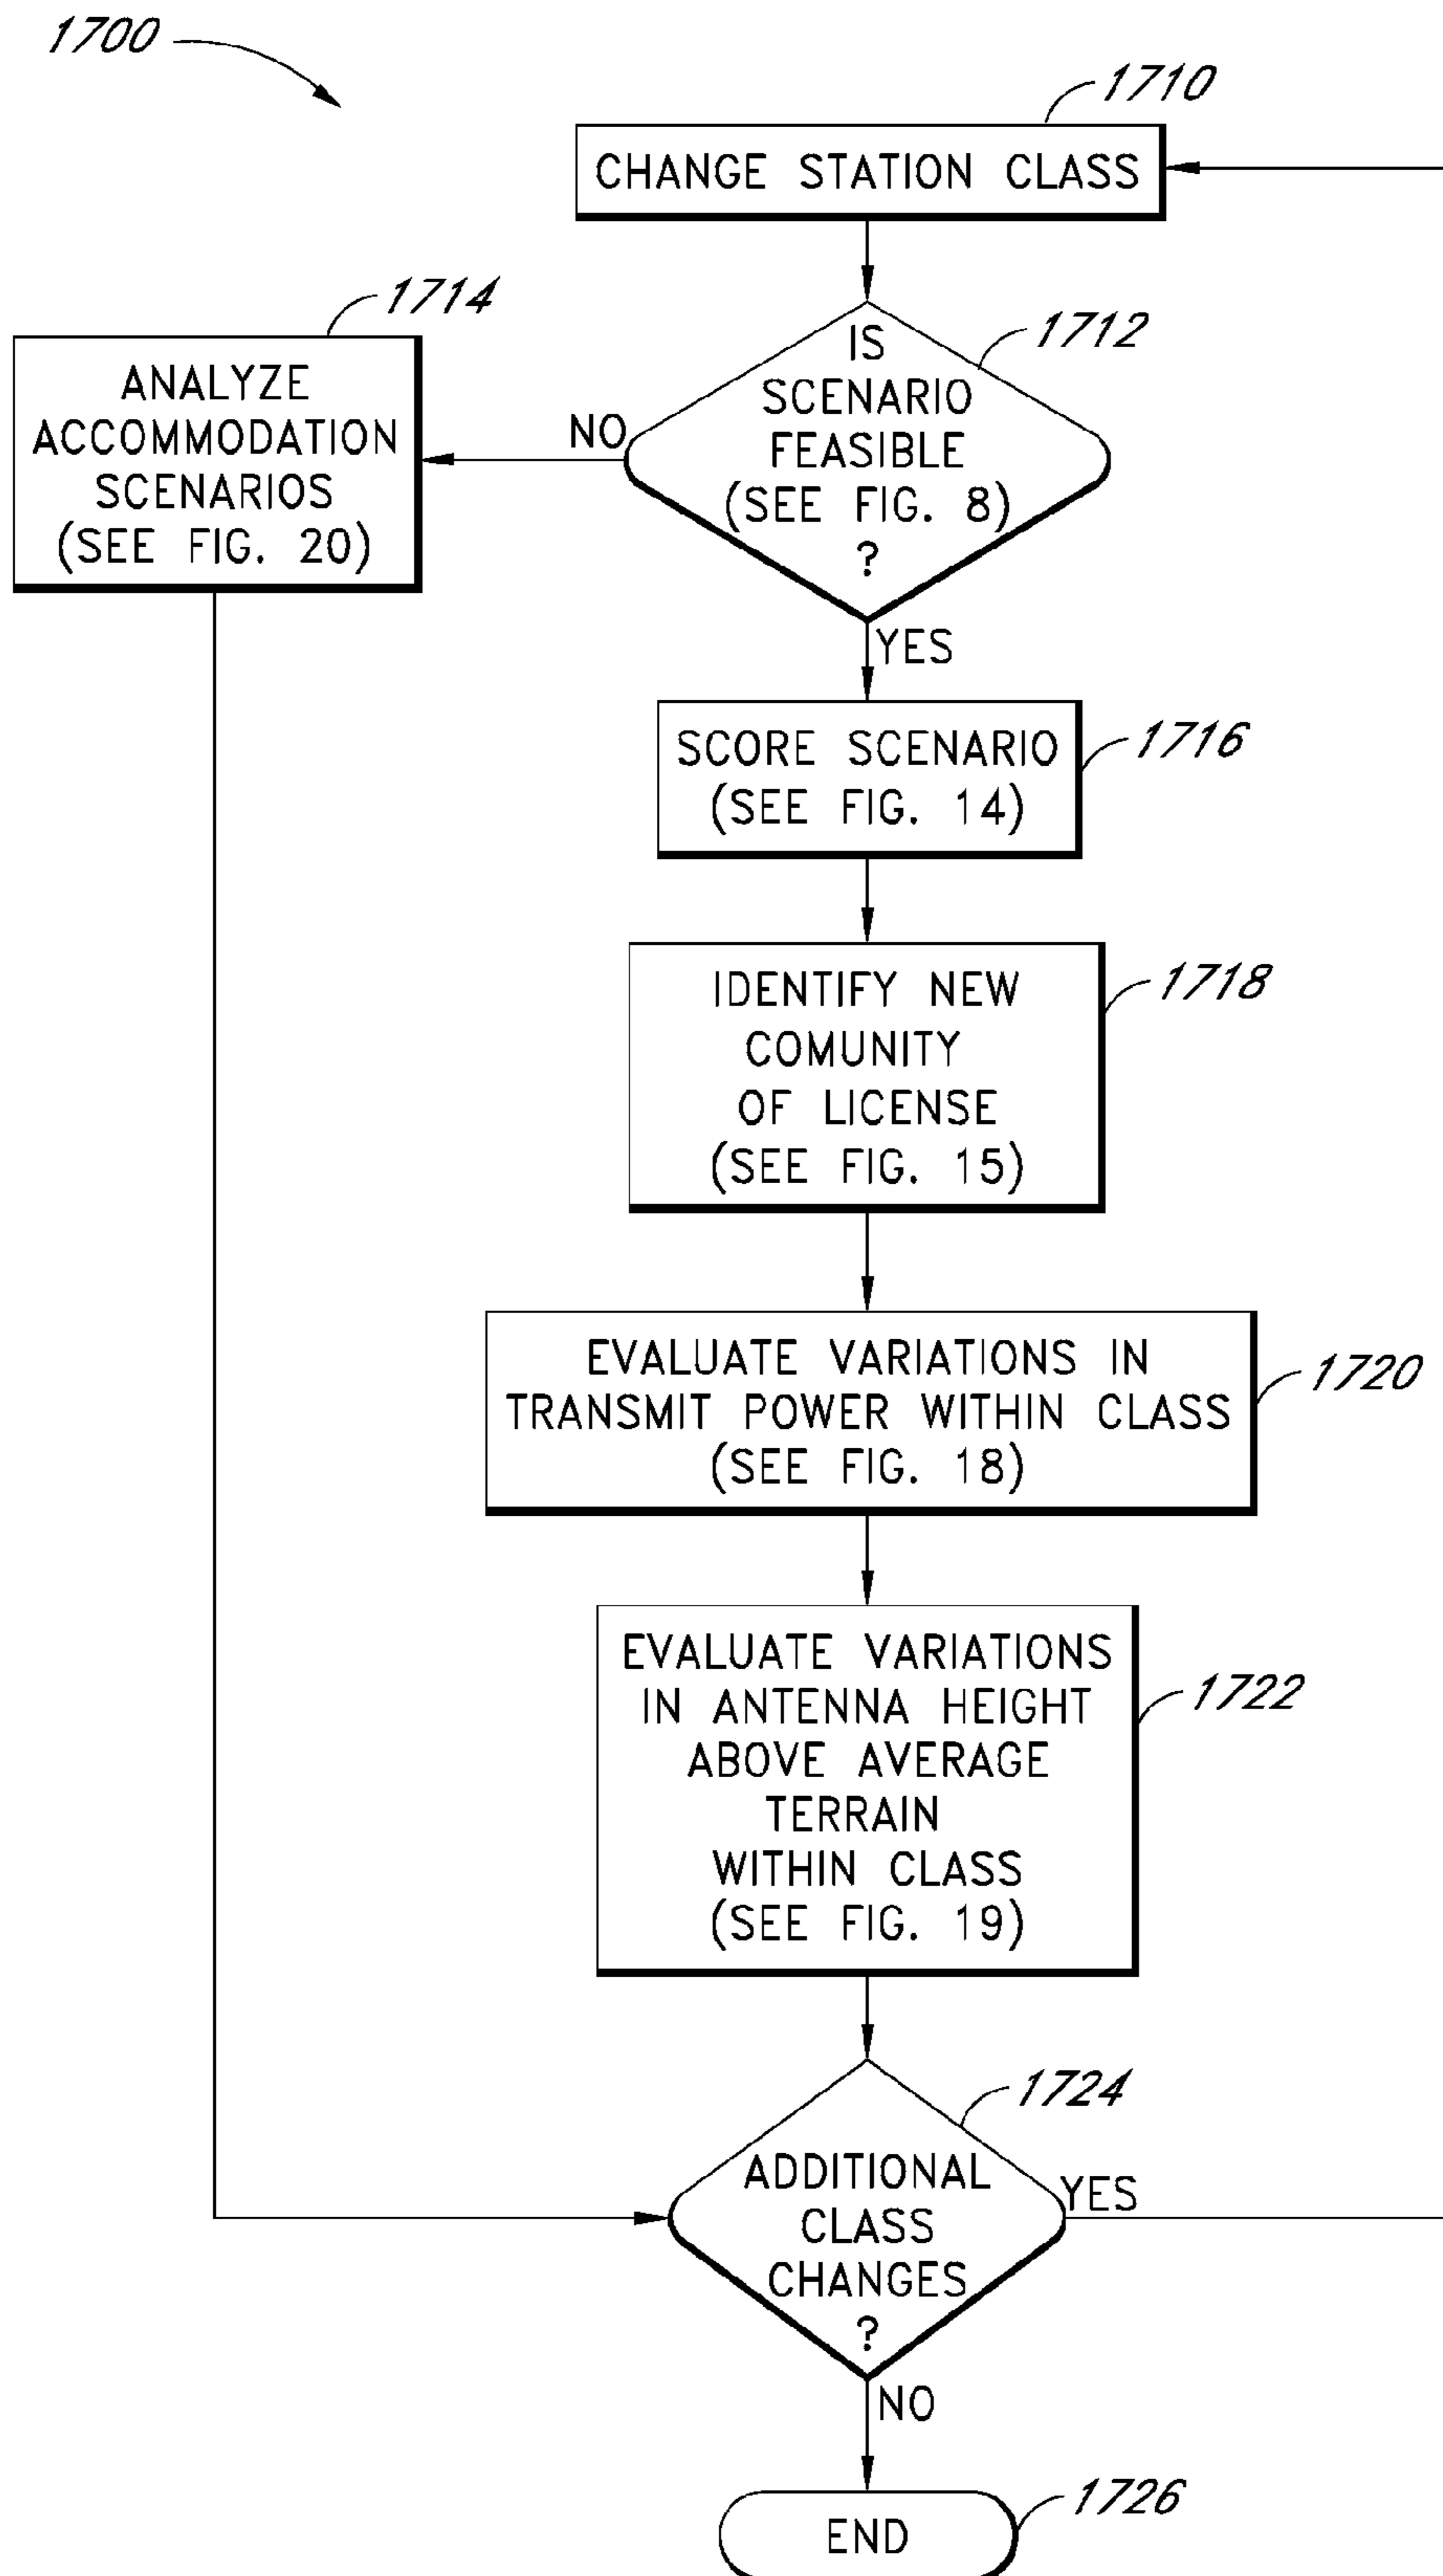 1700
1710
CHANGE STATION CLASS
1714
1712
IS
SCENARIO
FEASIBLE
(SEE FIG. 8)
?
NO
ANALYZE
ACCOMMODATION
SCENARIOS
(SEE FIG. 20)
YES
SCORE SCENARIO
(SEE FIG. 14)
1716
IDENTIFY NEW
COMUNITY
OF LICENSE
(SEE FIG. 15)
1718
EVALUATE VARIATIONS IN
TRANSMIT POWER WITHIN CLASS
(SEE FIG. 18)
1720
EVALUATE VARIATIONS
IN ANTENNA HEIGHT
ABOVE AVERAGE
TERRAIN
WITHIN CLASS
(SEE FIG. 19)
1722
1724
ADDITIONAL
CLASS
CHANGES
?
YES
NO
1726
END